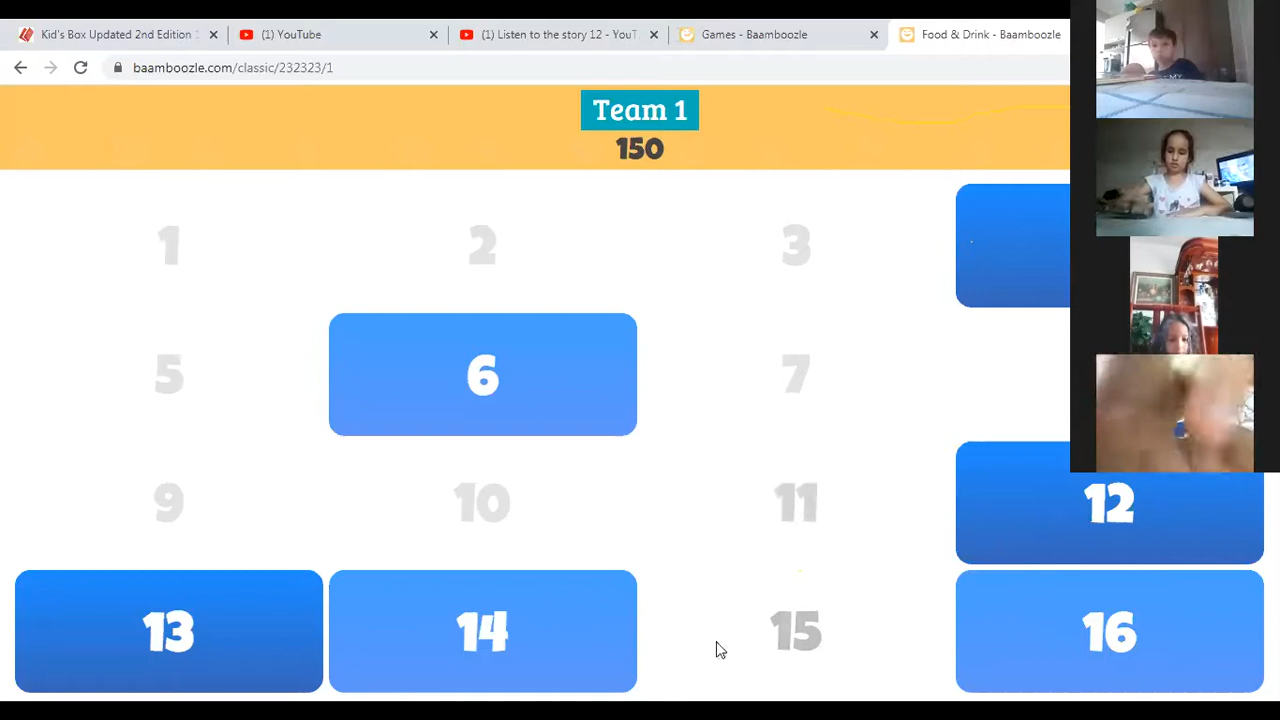 Kid's Box Updated 2nd Edition
(1) YouTube
(1) Listen to the story 12 - YouT
Games - Baamboozle
Food & Drink - Baamboozle
baamboozle.com/classic/232323/1
Team 1
150
1
2
3
5
6
7
9
10
11
12
13
14
15
16